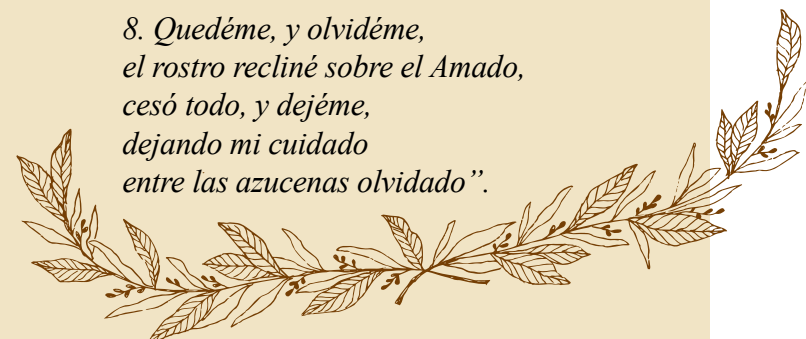 8. Quedéme, y olvidéme,
el rostro recliné sobre el Amado,
cesó todo, y dejéme,
dejando mi cuidado
entre las azucenas olvidado”.